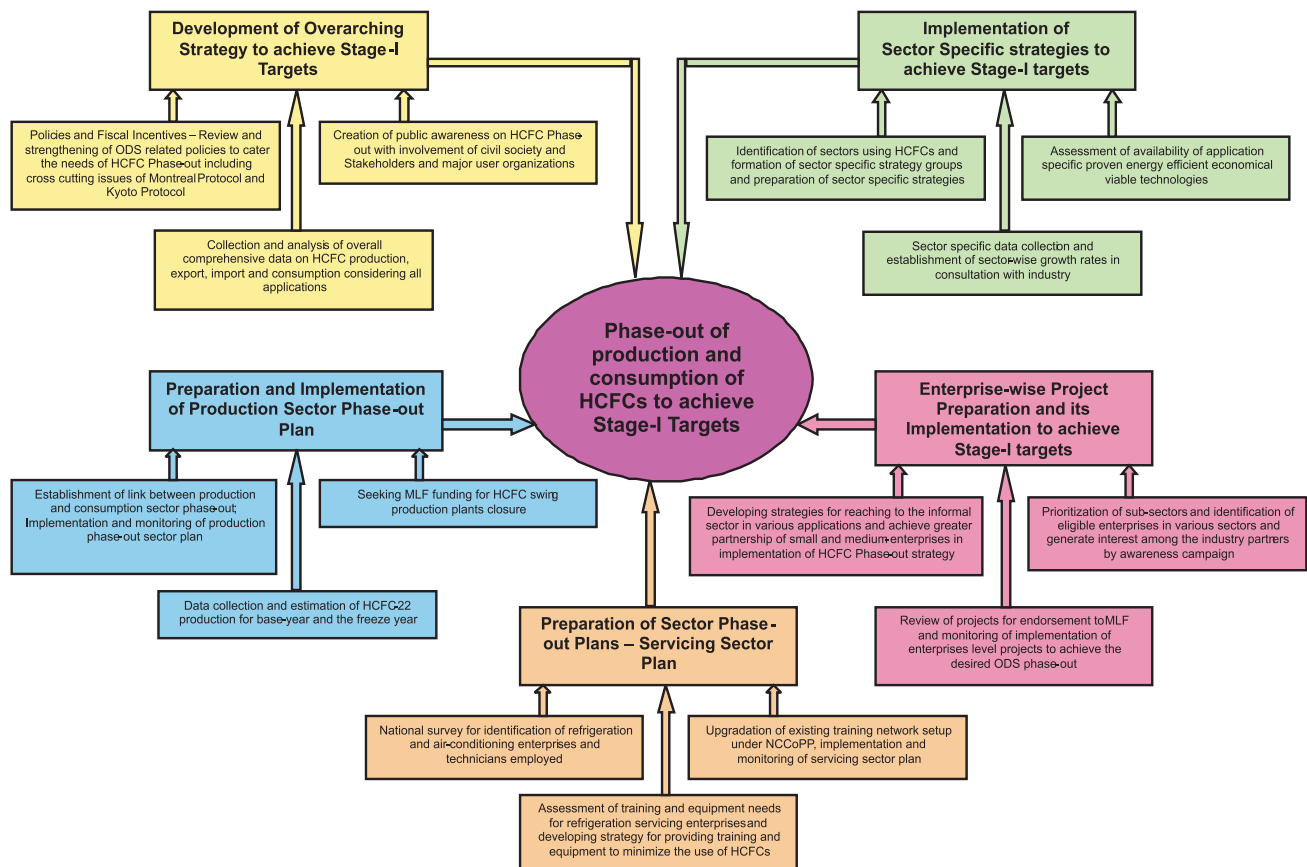 Development of Overarching
Strategy to achieve Stage-I
Targets
Policies and Fiscal Incentives – Review and
strengthening of ODS related policies to cater
the needs of HCFC Phase-out including
cross cutting issues of Montreal Protocol and
Kyoto Protocol
Creation of public awareness on HCFC Phase-
out with involvement of civil society and
Stakeholders and major user organizations
Collection and analysis of overall
comprehensive data on HCFC production,
export, import and consumption considering all
applications
Implementation of
Sector Specific strategies to
achieve Stage-I targets
Identification of sectors using HCFCs and
formation of sector specific strategy groups
and preparation of sector specific strategies
Assessment of availability of application
specific proven energy efficient economical
viable technologies
Sector specific data collection and
establishment of sector-wise growth rates in
consultation with industry
Phase-out of
production and
consumption of
HCFCs to achieve
Stage-I Targets
Preparation and Implementation
of Production Sector Phase-out
Plan
Establishment of link between production
and consumption sector phase-out;
Implementation and monitoring of production
phase-out sector plan
Seeking MLF funding for HCFC swing
production plants closure
Data collection and estimation of HCFC-22
production for base-year and the freeze year
Enterprise-wise Project
Preparation and its
Implementation to achieve
Stage-I targets
Developing strategies for reaching to the informal
sector in various applications and achieve greater
partnership of small and medium-enterprises in
implementation of HCFC Phase-out strategy
Prioritization of sub-sectors and identification of
eligible enterprises in various sectors and
generate interest among the industry partners
by awareness campaign
Review of projects for endorsement to MLF
and monitoring of implementation of
enterprises level projects to achieve the
desired ODS phase-out
Preparation of Sector Phase-
out Plans – Servicing Sector
Plan
National survey for identification of refrigeration
and air-conditioning enterprises and
technicians employed
Upgradation of existing training network setup
under NCCoPP, implementation and
monitoring of servicing sector plan
Assessment of training and equipment needs
for refrigeration servicing enterprises and
developing strategy for providing training and
equipment to minimize the use of HCFCs